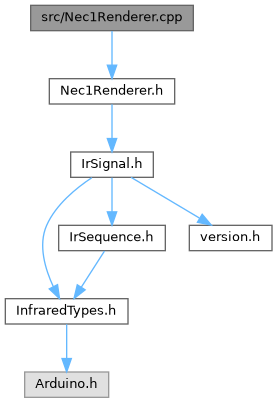 src/Nec1Renderer.cpp
Nec1Renderer.h
IrSignal.h
IrSequence.h
version.h
InfraredTypes.h
Arduino.h